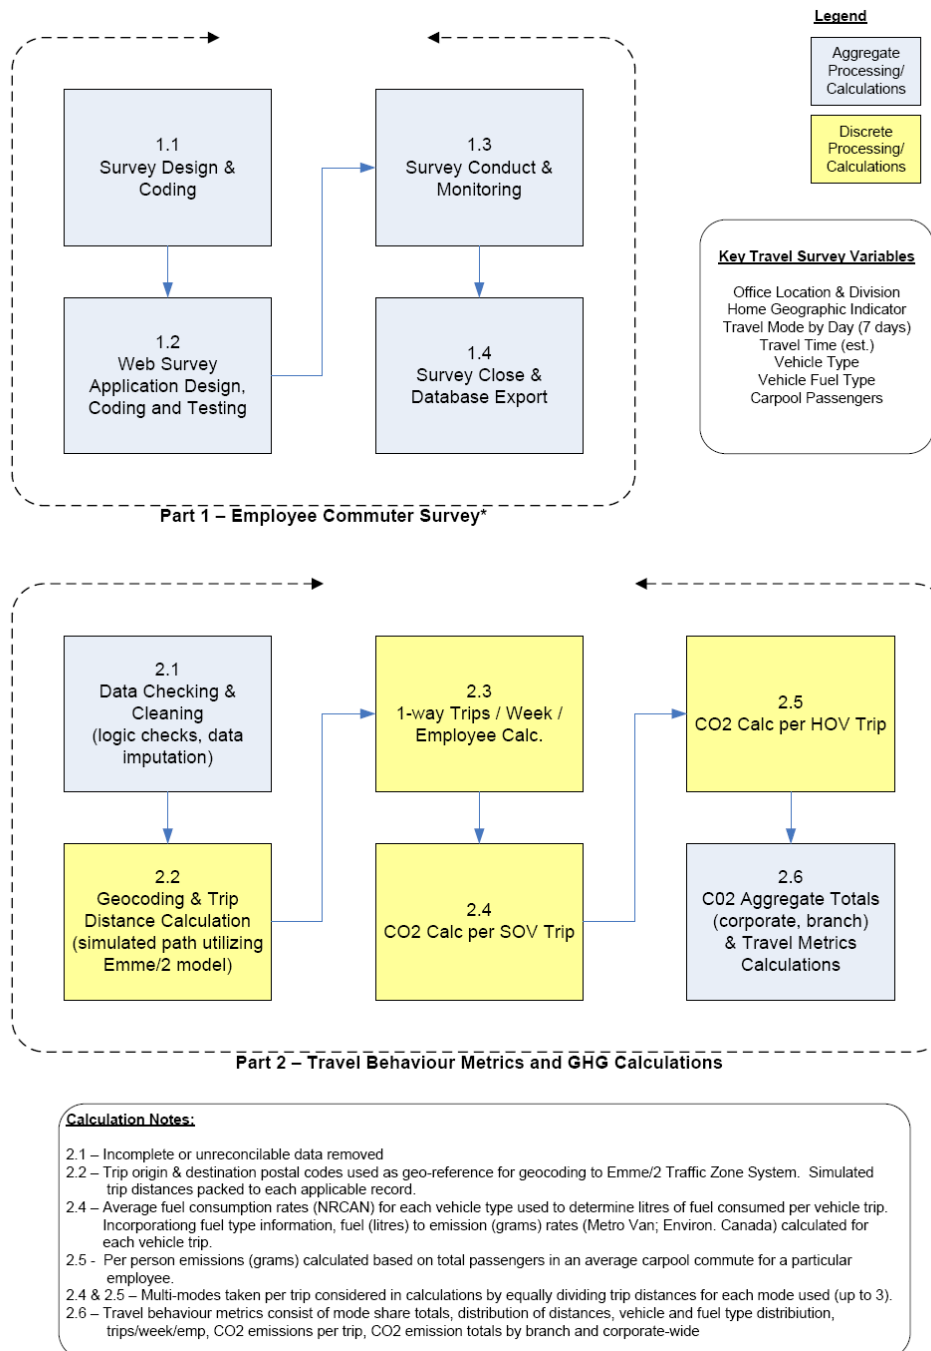 Legend
Aggregate
Processing/
Calculations
Discrete
Processing/
Calculations
1.1
Survey Design &
Coding
1.3
Survey Conduct &
Monitoring
1.2
Web Survey
Application Design,
Coding and Testing
1.4
Survey Close &
Database Export
Key Travel Survey Variables
Office Location & Division
Home Geographic Indicator
Travel Mode by Day (7 days)
Travel Time (est.)
Vehicle Type
Vehicle Fuel Type
Carpool Passengers
Part 1 – Employee Commuter Survey*
2.1
Data Checking &
Cleaning
(logic checks, data
imputation)
2.3
1-way Trips / Week /
Employee Calc.
2.5
CO2 Calc per HOV Trip
2.2
Geocoding & Trip
Distance Calculation
(simulated path utilizing
Emme/2 model)
2.4
CO2 Calc per SOV Trip
2.6
C02 Aggregate Totals
(corporate, branch)
& Travel Metrics
Calculations
Part 2 – Travel Behaviour Metrics and GHG Calculations
Calculation Notes:
2.1 – Incomplete or unreconcilable data removed
2.2 – Trip origin & destination postal codes used as geo-reference for geocoding to Emme/2 Traffic Zone System. Simulated
trip distances packed to each applicable record.
2.4 – Average fuel consumption rates (NRCAN) for each vehicle type used to determine litres of fuel consumed per vehicle trip.
Incorporationg fuel type information, fuel (litres) to emission (grams) rates (Metro Van; Environ. Canada) calculated for
each vehicle trip.
2.5 - Per person emissions (grams) calculated based on total passengers in an average carpool commute for a particular
employee.
2.4 & 2.5 – Multi-modes taken per trip considered in calculations by equally dividing trip distances for each mode used (up to 3).
2.6 – Travel behaviour metrics consist of mode share totals, distribution of distances, vehicle and fuel type distribiution,
trips/week/emp, CO2 emissions per trip, CO2 emission totals by branch and corporate-wide